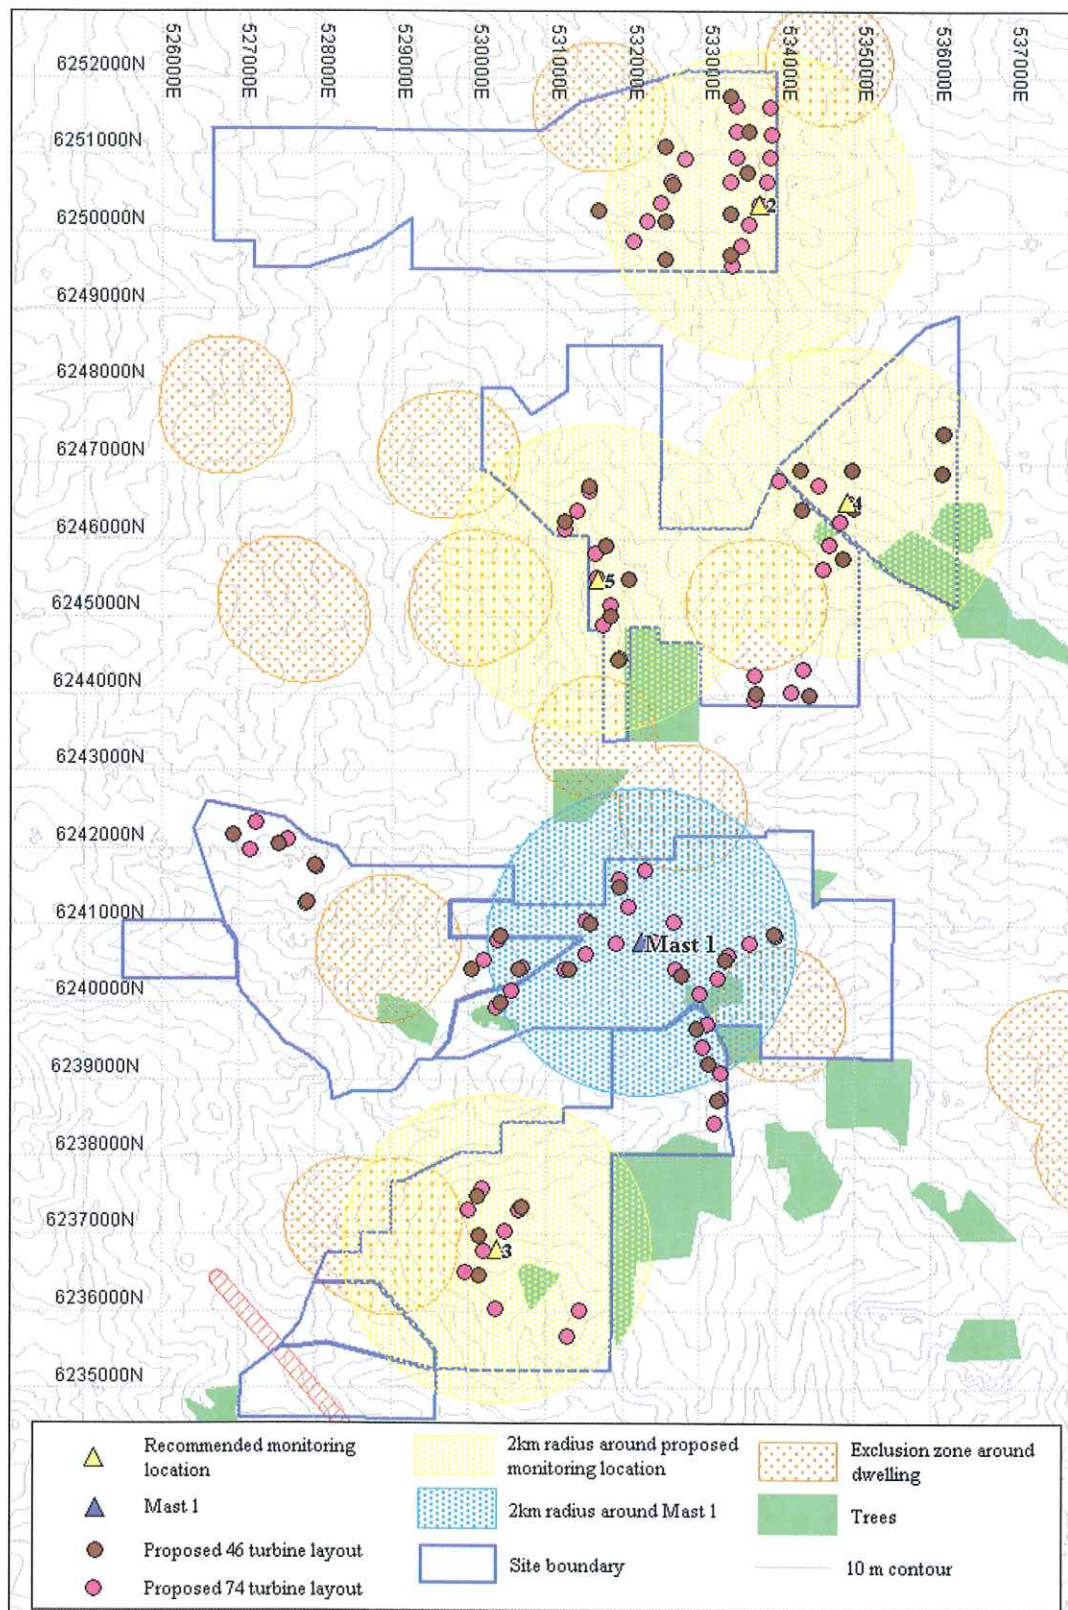 526000E
527000E
528000E
529000E
530000E
531000E
532000E
533000E
534000E
535000E
536000E
537000E
6252000N
6251000N
6250000N
6249000N
6248000N
6247000N
6246000N
6245000N
6244000N
6243000N
6242000N
6241000N
6240000N
6239000N
6238000N
6237000N
6236000N
6235000N
2
4
5
Mast 1
3
Recommended monitoring
location
Mast 1
Proposed 46 turbine layout
Proposed 74 turbine layout
2km radius around proposed
monitoring location
2km radius around Mast 1
Site boundary
Exclusion zone around
dwelling
Trees
10 m contour